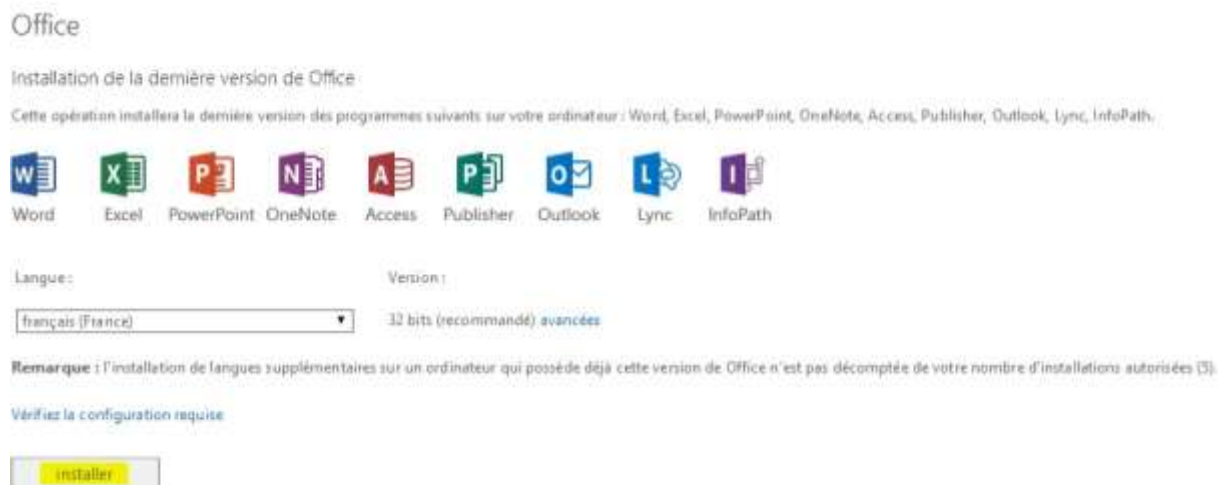 Office
Installation de la dernière version de Office
Cette opération installera la dernière version des programmes suivants sur votre ordinateur : Word, Excel, PowerPoint, OneNote, Access, Publisher, Outlook, Lync, InfoPath.
Word Excel PowerPoint OneNote Access Publisher Outlook Lync InfoPath
Langue : Version :
français (France) 32 bits (recommandé) avancées
Remarque : l'installation de langues supplémentaires sur un ordinateur qui possède déjà cette version de Office n'est pas décomptée de votre nombre d'installations autorisées (5).
Vérifiez la configuration requise
installer